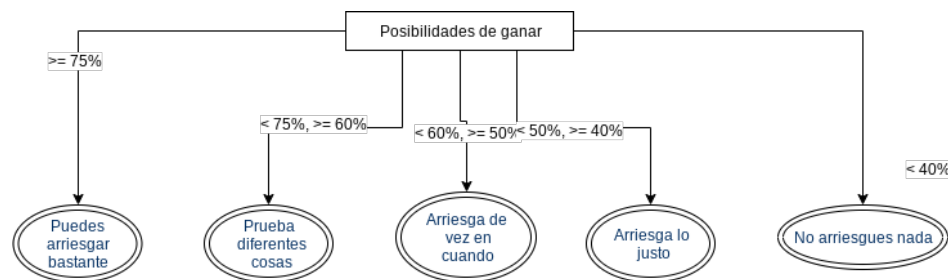 Posibilidades de ganar
>= 75%
< 75%, >= 60%
< 60%, >= 50%
< 50%, >= 40%
< 40%
Puedes
arriesgar
bastante
Prueba
diferentes
cosas
Arriesga de
vez en
cuando
Arriesga lo
justo
No arriesgues nada